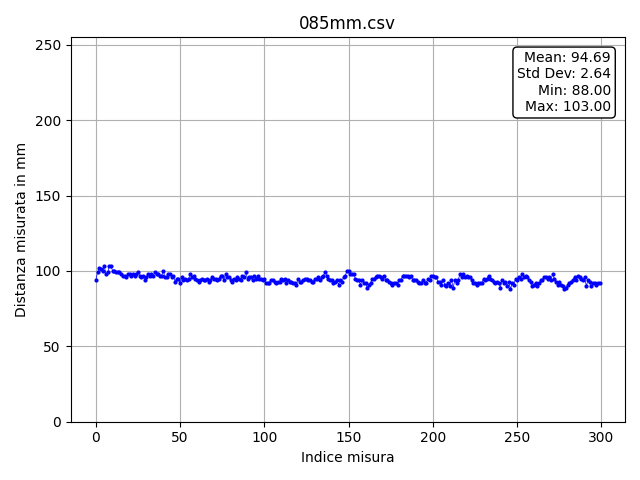 085mm.csv
Mean: 94.69
Std Dev: 2.64
Min: 88.00
Max: 103.00
Distanza misurata in mm
250
200
150
100
50
0
0 50 100 150 200 250 300
Indice misura